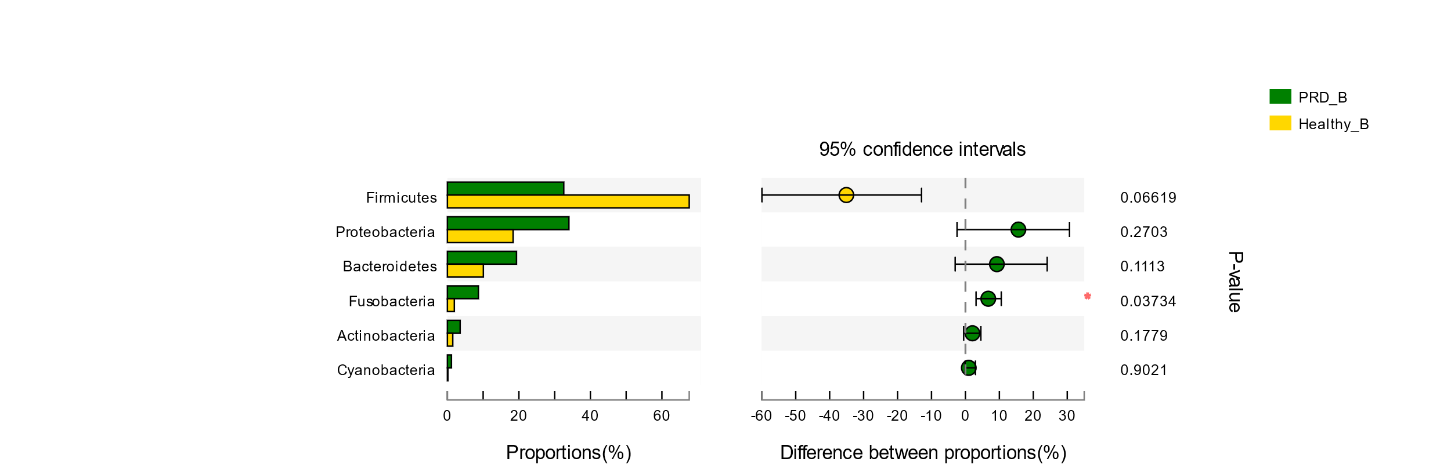 PRD_B
Healthy_B
95% confidence intervals
Firmicutes 0.06619
Proteobacteria 0.2703
Bacteroidetes 0.1113
Fusobacteria * 0.03734
Actinobacteria 0.1779
Cyanobacteria 0.9021
P-value
0 20 40 60 -60 -50 -40 -30 -20 -10 0 10 20 30
Proportions(%) Difference between proportions(%)